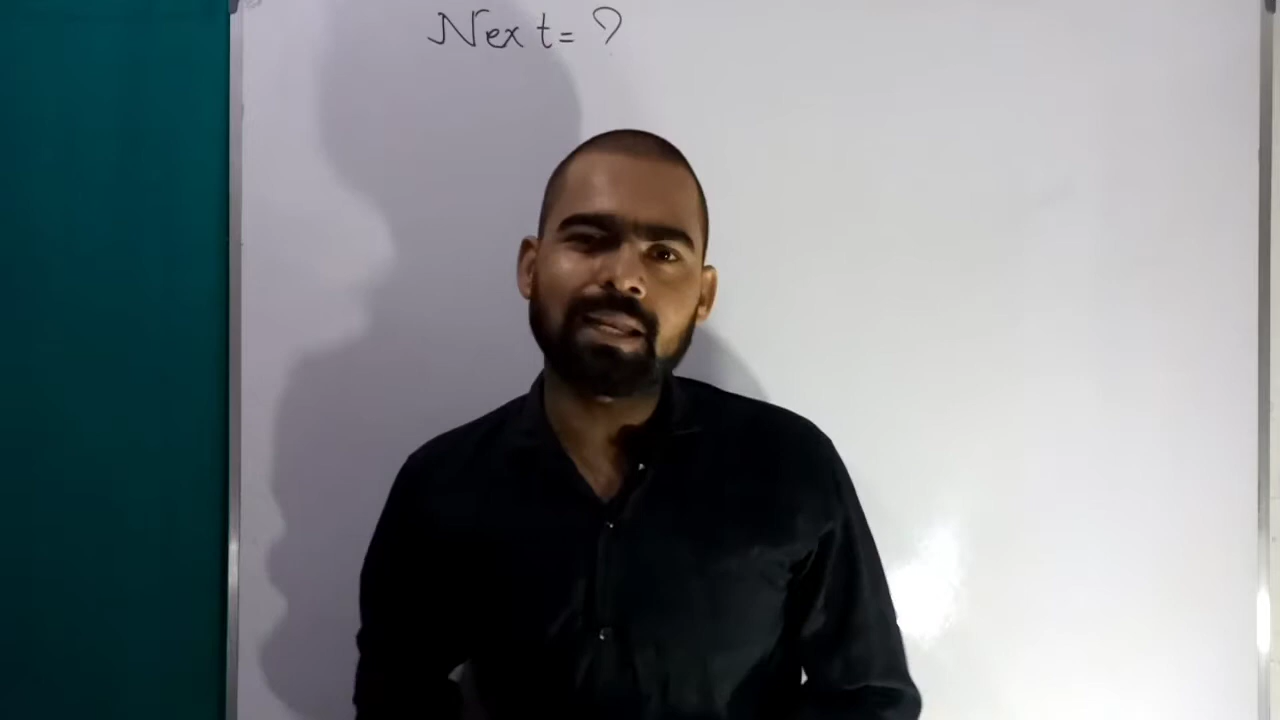 Next = ?